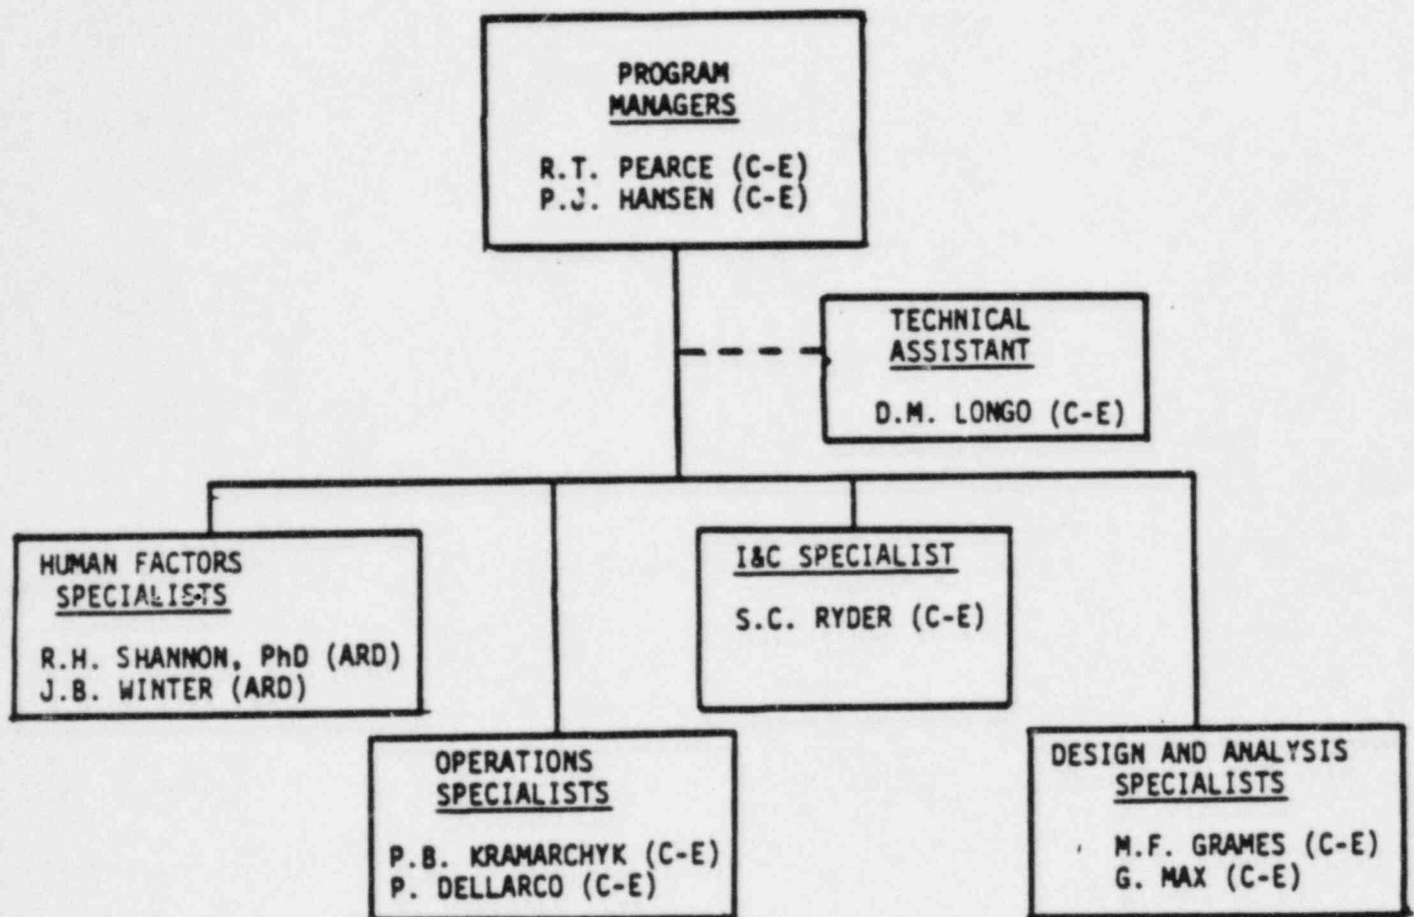 PROGRAM
MANAGERS
R.T. PEARCE (C-E)
P.J. HANSEN (C-E)
TECHNICAL
ASSISTANT
D.M. LONGO (C-E)
HUMAN FACTORS
SPECIALISTS
R.H. SHANNON, PhD (ARD)
J.B. WINTER (ARD)
I&C SPECIALIST
S.C. RYDER (C-E)
OPERATIONS
SPECIALISTS
P.B. KRAMARCHYK (C-E)
P. DELLARCO (C-E)
DESIGN AND ANALYSIS
SPECIALISTS
M.F. GRAMES (C-E)
G. MAX (C-E)